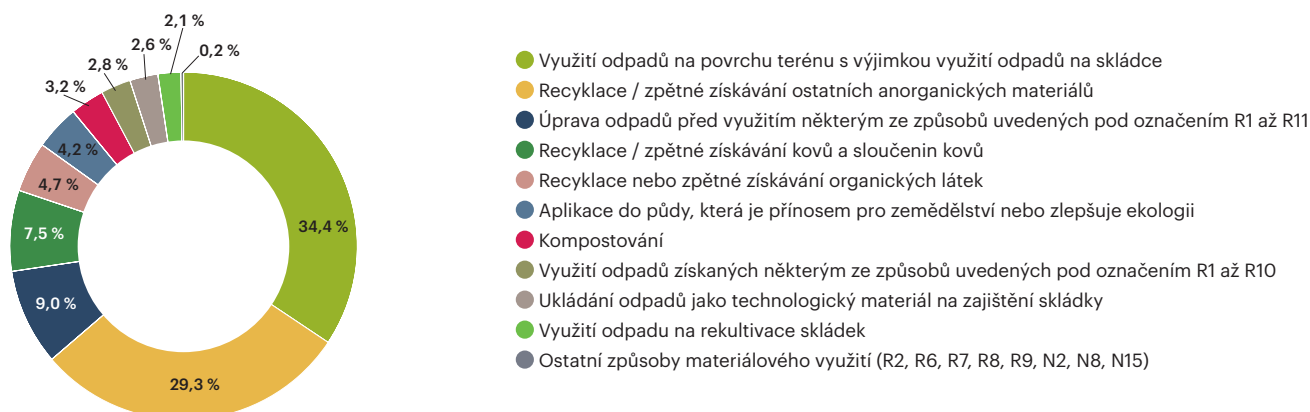 2,1 %
2,6 %
0,2 %
2,8 %
3,2 %
4,2 %
4,7 %
7,5 %
9,0 %
29,3 %
34,4 %
Využití odpadů na povrchu terénu s výjimkou využití odpadů na skládce
Recyklace / zpětné získávání ostatních anorganických materiálů
Úprava odpadů před využitím některým ze způsobů uvedených pod označením R1 až R11
Recyklace / zpětné získávání kovů a sloučenin kovů
Recyklace nebo zpětné získávání organických látek
Aplikace do půdy, která je přínosem pro zemědělství nebo zlepšuje ekologii
Kompostování
Využití odpadů získaných některým ze způsobů uvedených pod označením R1 až R10
Ukládání odpadů jako technologický materiál na zajištění skládky
Využití odpadu na rekultivace skládek
Ostatní způsoby materiálového využití (R2, R6, R7, R8, R9, N2, N8, N15)